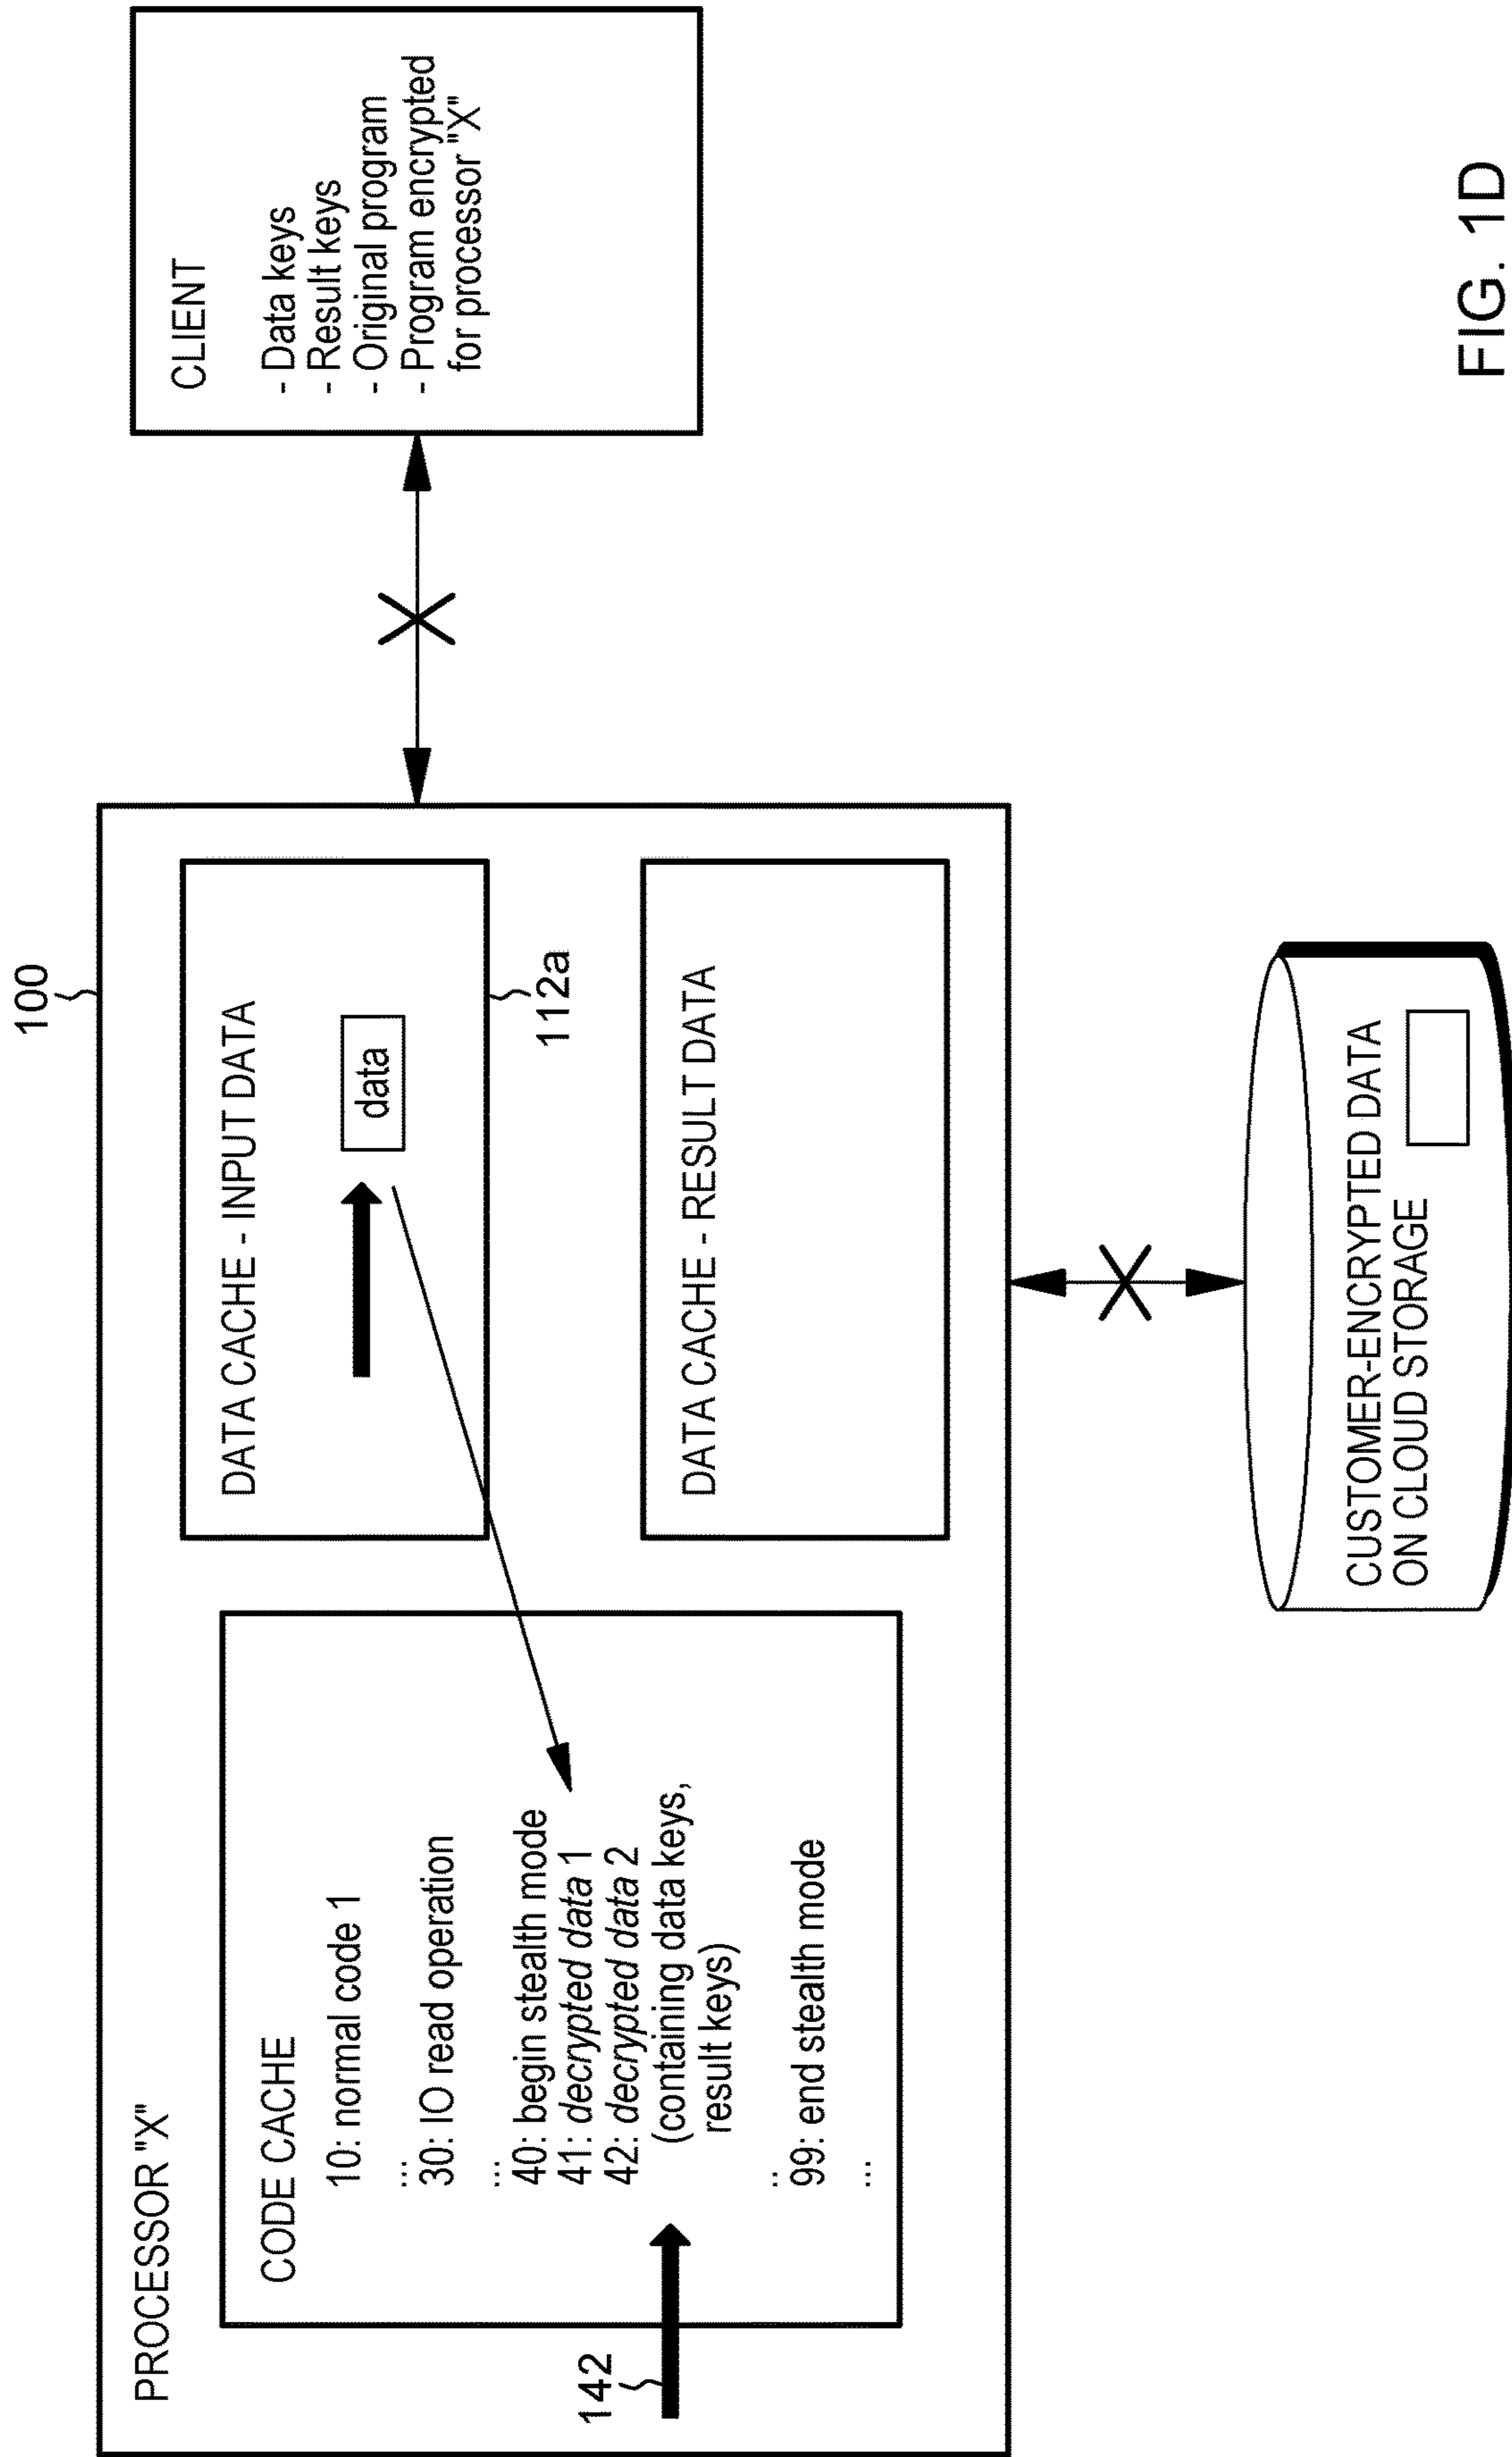 100
PROCESSOR "X"
CODE CACHE
10: normal code 1
...
30: IO read operation
...
40: begin stealth mode
41: decrypted data 1
42: decrypted data 2
(containing data keys,
result keys)
..
99: end stealth mode
...
142
DATA CACHE - INPUT DATA
data
112a
DATA CACHE - RESULT DATA
CLIENT
- Data keys
- Result keys
- Original program
- Program encrypted
for processor "X"
CUSTOMER-ENCRYPTED DATA
ON CLOUD STORAGE
FIG. 1D